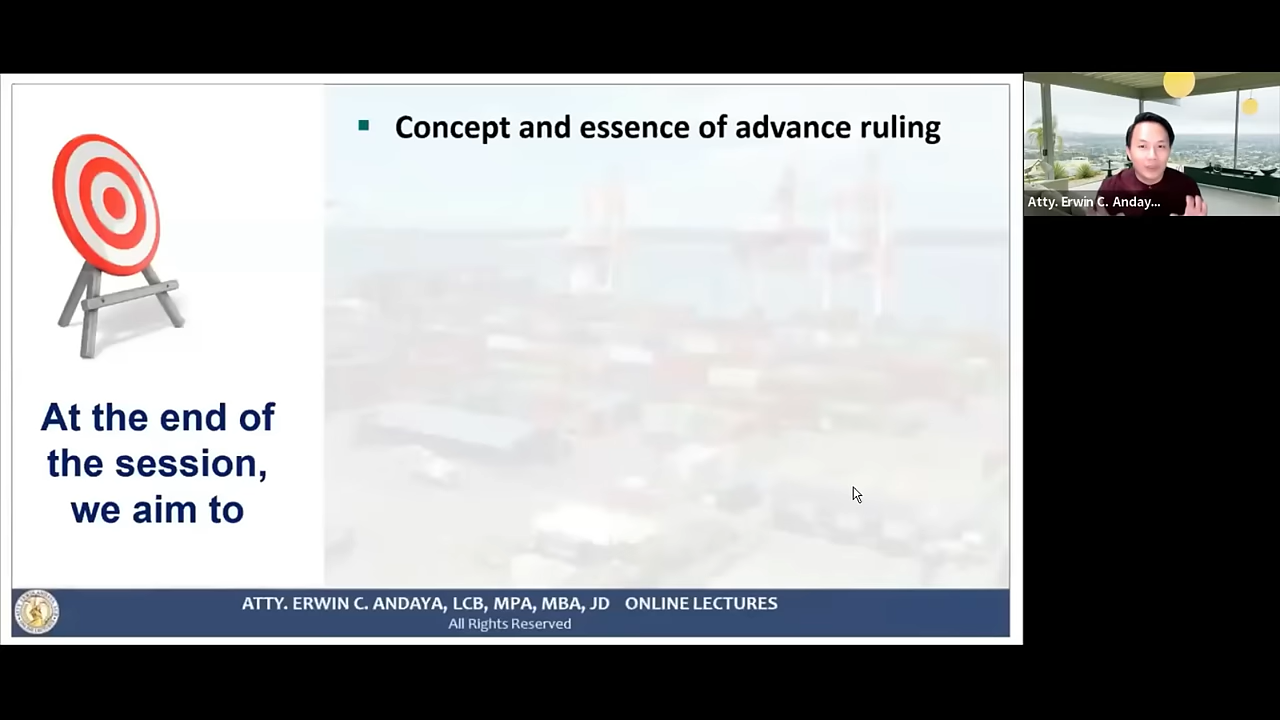 Concept and essence of advance ruling
At the end of
the session,
we aim to
ATTY. ERWIN C. ANDAYA, LCB, MPA, MBA, JD ONLINE LECTURES
All Rights Reserved
Atty. Erwin C. Anday...